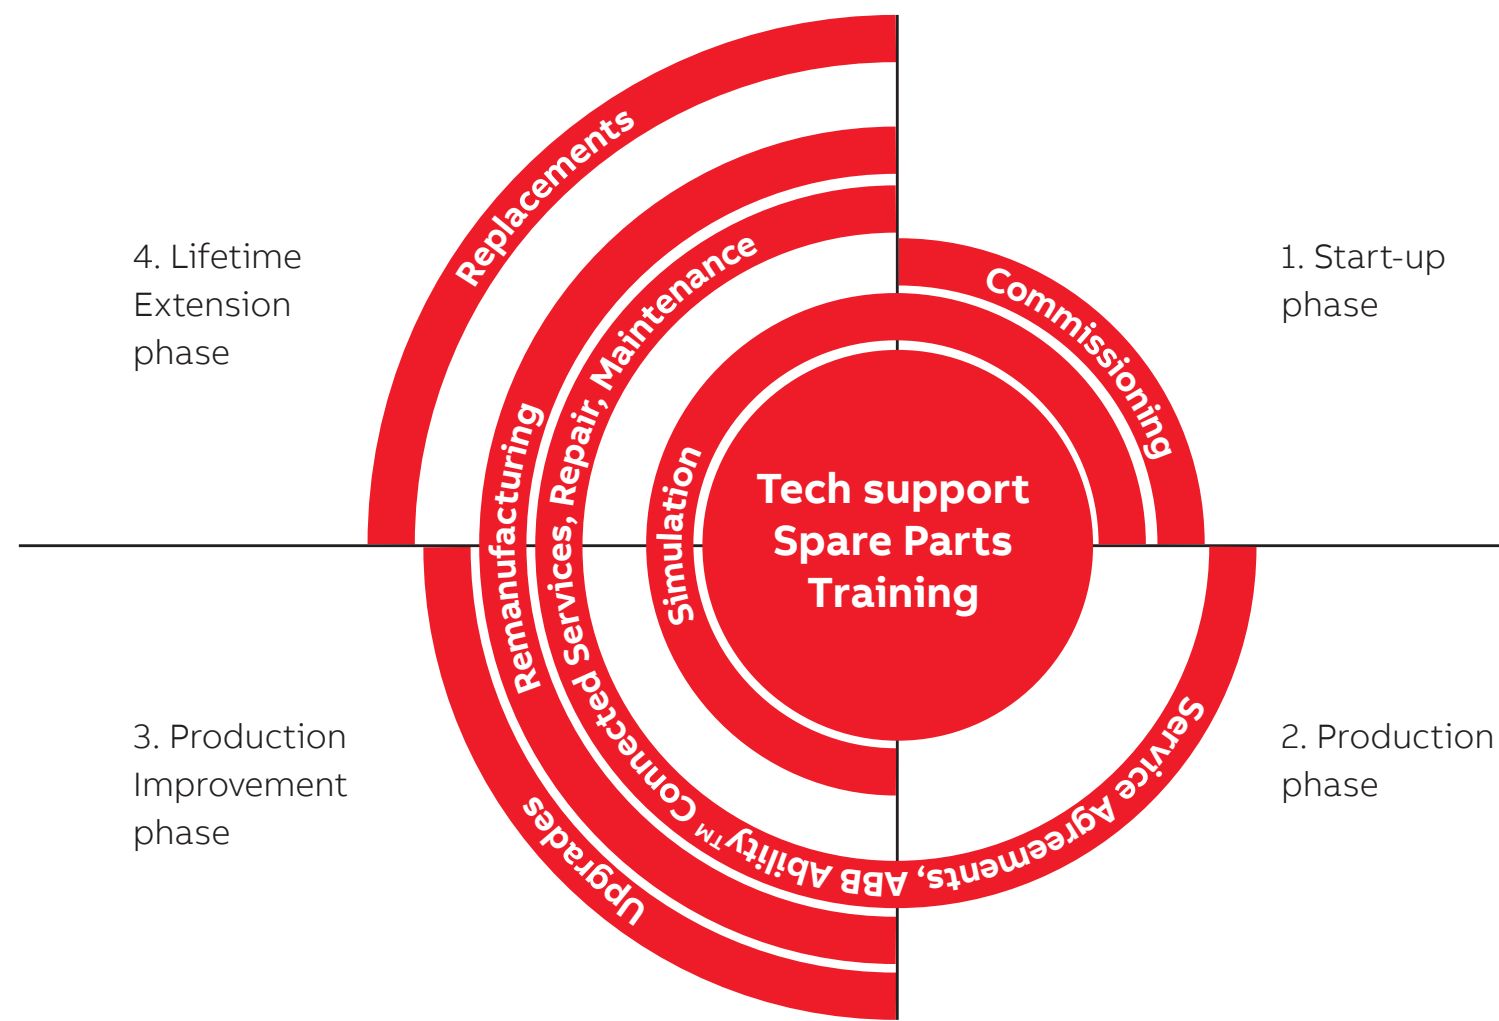 Replacements
4. Lifetime
Extension
phase
1. Start-up
phase
Commissioning
Remanufacturing
Service Agreements, ABB Ability™ Connected Services, Repair, Maintenance
Simulation
Tech support
Spare Parts
Training
3. Production
Improvement
phase
2. Production
phase
Upgrades